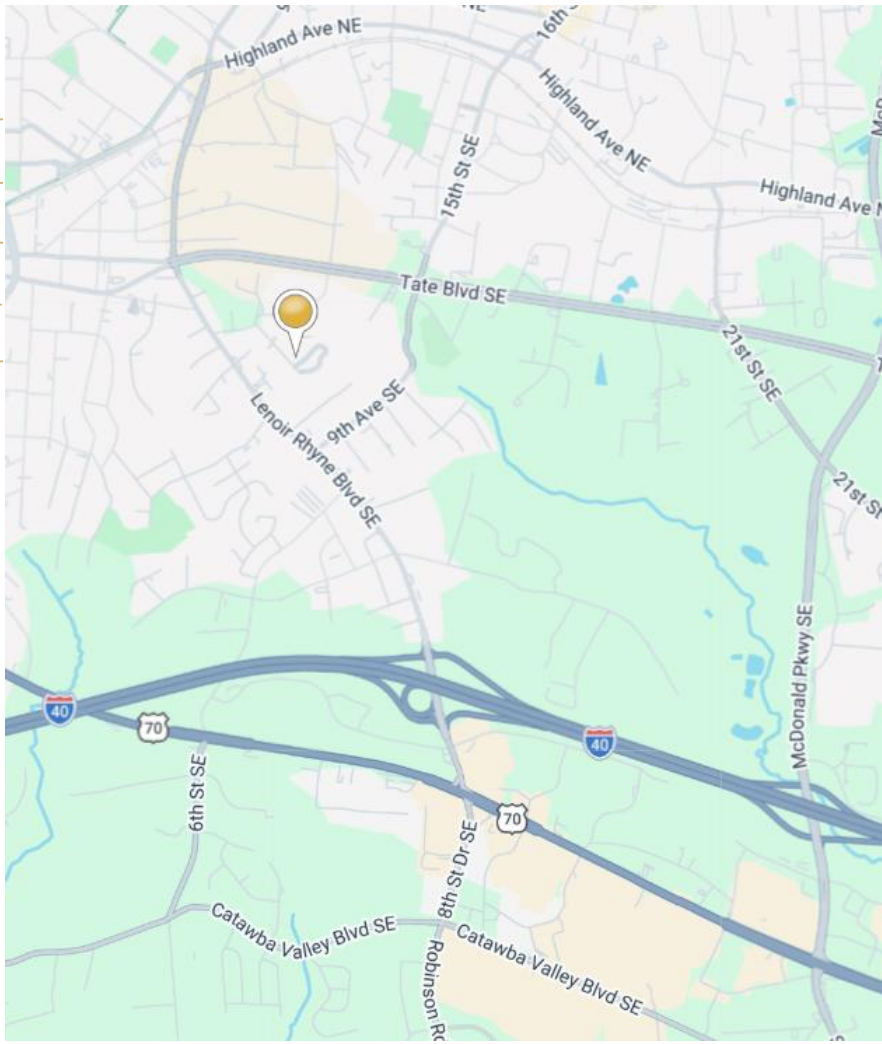 NE
16th S
Highland Ave NE
Highland Ave NE
15th St SE
Highland Ave N
McD
Tate Blvd SE
T
21st St SE
9th Ave SE
Lenoir Rhyne Blvd SE
21st St
McDonald Pkwy SE
40
70
40
6th St SE
70
8th St Dr SE
Catawba Valley Blvd SE
Catawba Valley Blvd SE
Robinson Ro
S